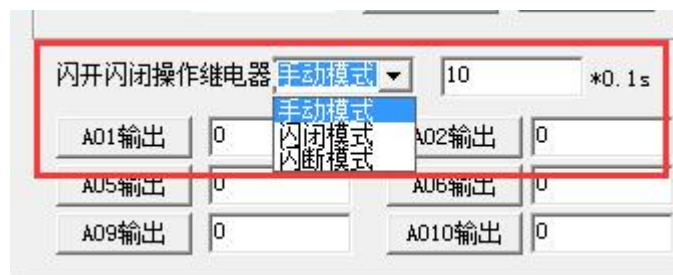 闪开闪闭操作继电器 手动模式 10 *0.1s
手动模式
闪闭模式
闪断模式
A01输出 0 A02输出 0
A05输出 0 A06输出 0
A09输出 0 A010输出 0